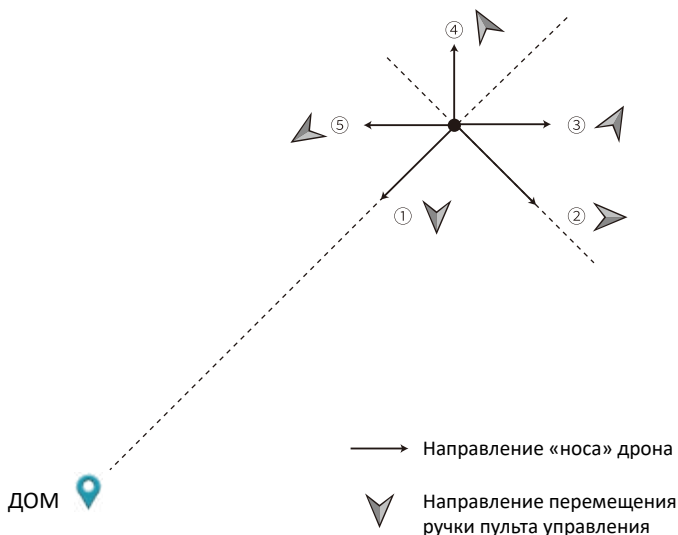 ④
⑤
③
①
②
ДОМ
Направление «носа» дрона
Направление перемещения
ручки пульта управления